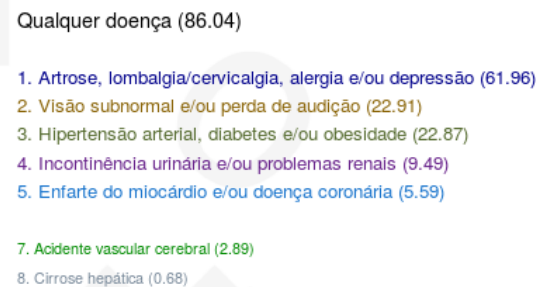 Qualquer doença (86.04)
1. Artrose, lombalgia/cervicalgia, alergia e/ou depressão (61.96)
2. Visão subnormal e/ou perda de audição (22.91)
3. Hipertensão arterial, diabetes e/ou obesidade (22.87)
4. Incontinência urinária e/ou problemas renais (9.49)
5. Enfarte do miocárdio e/ou doença coronária (5.59)
7. Acidente vascular cerebral (2.89)
8. Cirrose hepática (0.68)